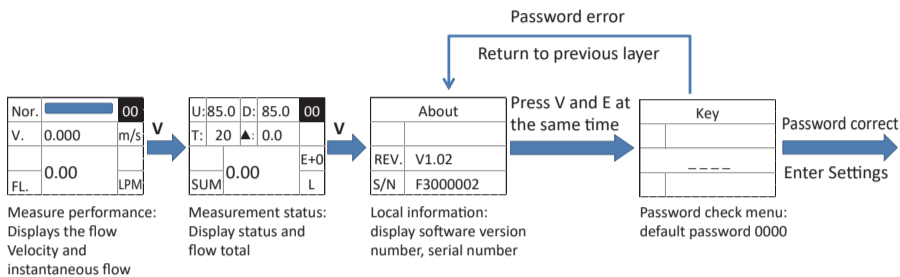 Password error
Return to previous layer
Nor. 00
V. 0.000 m/s
0.00
FL. LPM
V
U: 85.0 D: 85.0 00
T: 20 ▲: 0.0
E+0
0.00
SUM L
V
About
REV. V1.02
S/N F3000002
Press V and E at
the same time
Key
_ _ _ _
Password correct
Enter Settings
Measure performance:
Displays the flow
Velocity and
instantaneous flow
Measurement status:
Display status and
flow total
Local information:
display software version
number, serial number
Password check menu:
default password 0000